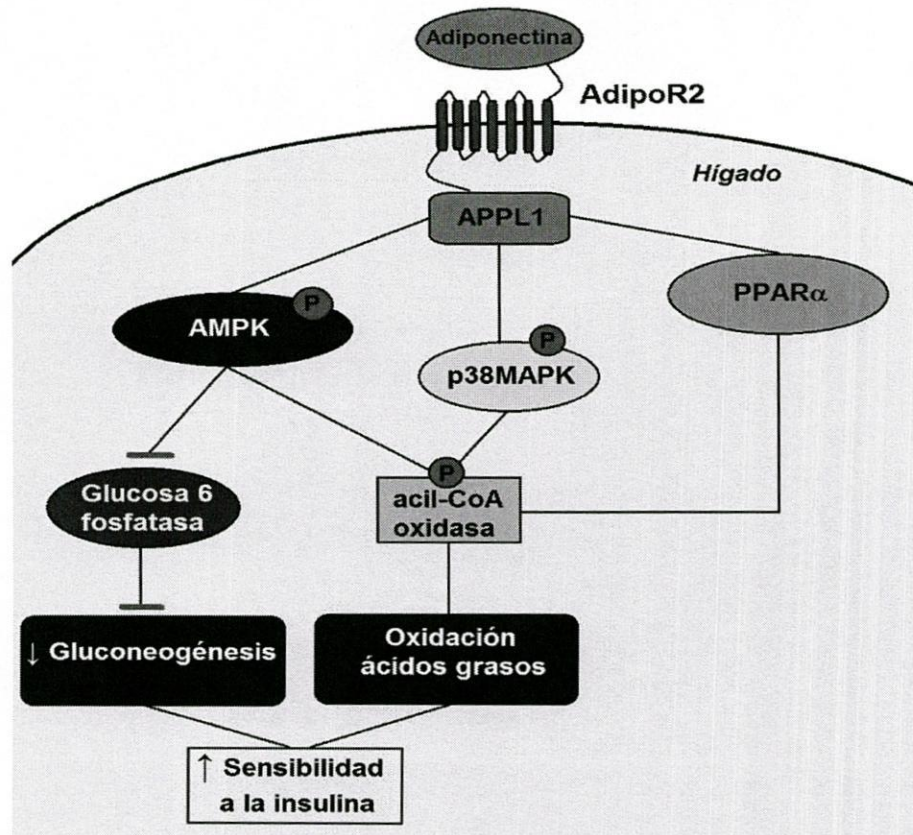 Adiponectina
AdipoR2
Hígado
APPL1
P
AMPK
PPARα
P
p38MAPK
P
Glucosa 6
fosfatasa
acil-CoA
oxidasa
↓ Gluconeogénesis
Oxidación
ácidos grasos
↑ Sensibilidad
a la insulina